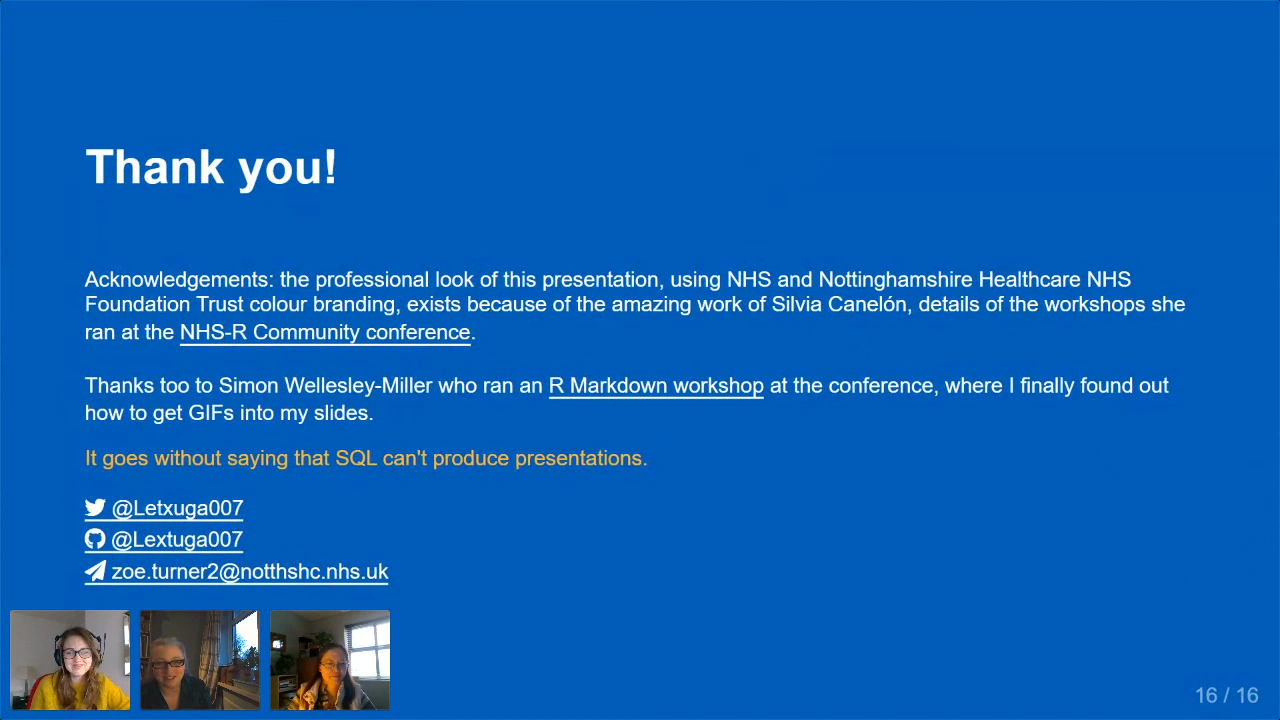 Thank you!
Acknowledgements: the professional look of this presentation, using NHS and Nottinghamshire Healthcare NHS
Foundation Trust colour branding, exists because of the amazing work of Silvia Canelón, details of the workshops she
ran at the NHS-R Community conference.
Thanks too to Simon Wellesley-Miller who ran an R Markdown workshop at the conference, where I finally found out
how to get GIFs into my slides.
It goes without saying that SQL can't produce presentations.
@Letxuga007
@Lextuga007
zoe.turner2@notthshc.nhs.uk
16 / 16